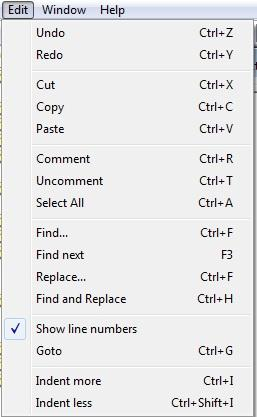 Edit Window Help
Undo Ctrl+Z
Redo Ctrl+Y
Cut Ctrl+X
Copy Ctrl+C
Paste Ctrl+V
Comment Ctrl+R
Uncomment Ctrl+T
Select All Ctrl+A
Find... Ctrl+F
Find next F3
Replace... Ctrl+F
Find and Replace Ctrl+H
Show line numbers
Goto Ctrl+G
Indent more Ctrl+I
Indent less Ctrl+Shift+I